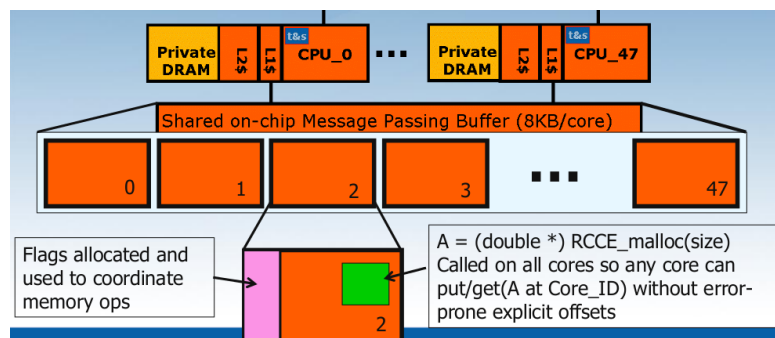 t&s
t&s
Private
DRAM
L2$
L1$
CPU_0
...
Private
DRAM
L2$
L1$
CPU_47
Shared on-chip Message Passing Buffer (8KB/core)
0
1
2
3
...
47
Flags allocated and
used to coordinate
memory ops
A = (double *) RCCE_malloc(size)
Called on all cores so any core can
put/get(A at Core_ID) without error-
prone explicit offsets
2